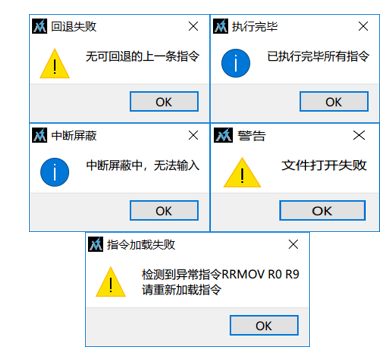 回退失败
无可回退的上一条指令
OK
执行完毕
已执行完毕所有指令
OK
中断屏蔽
中断屏蔽中，无法输入
OK
警告
文件打开失败
OK
指令加载失败
检测到异常指令RRMOV R0 R9
请重新加载指令
OK